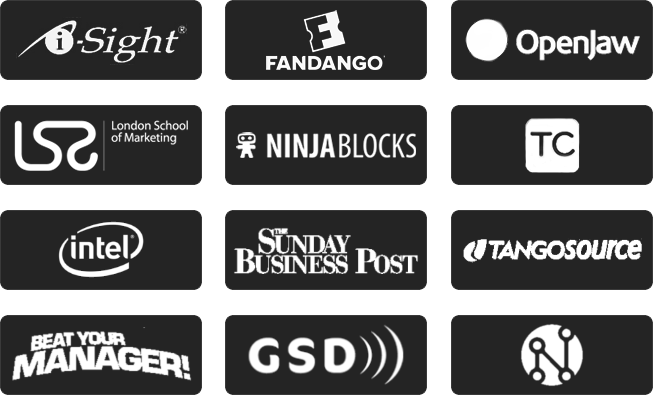 i-Sight®
FANDANGO
OPENJAW
London School
of Marketing
NINJABLOCKS
TC
intel
THE
SUNDAY
BUSINESS POST
TANGOSOURCE
BEAT YOUR
MANAGER!
GSD
N